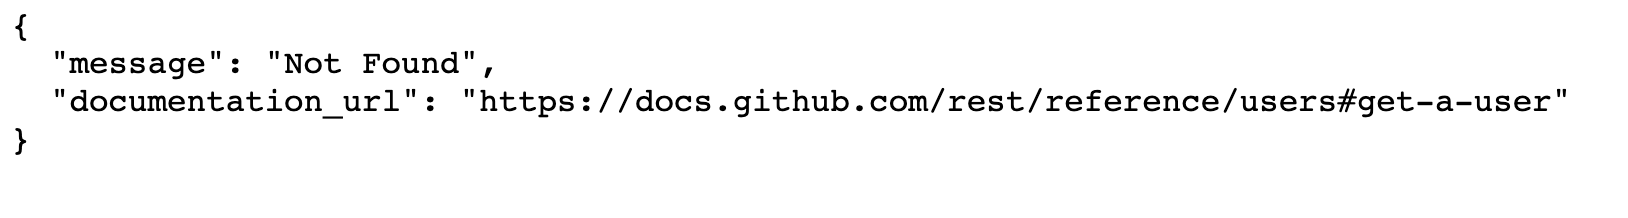 {
  "message": "Not Found",
  "documentation_url": "https://docs.github.com/rest/reference/users#get-a-user"
}